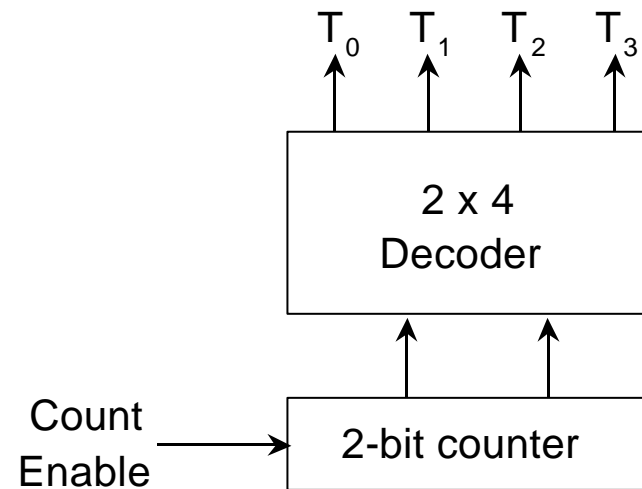 T₀ T₁ T₂ T₃
2 x 4
Decoder
Count
Enable
2-bit counter